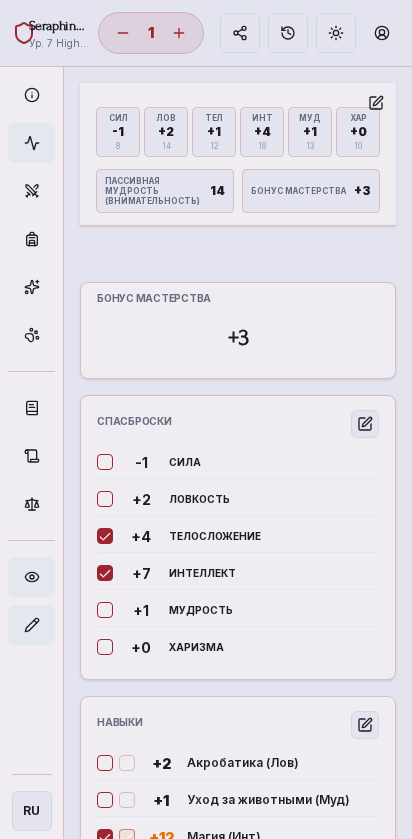 Seraphin...
Ур. 7 High...
1
СИЛ ЛОВ ТЕЛ ИНТ МУД ХАР
-1 +2 +1 +4 +1 +0
8 14 12 18 13 10
ПАССИВНАЯ
МУДРОСТЬ
(ВНИМАТЕЛЬНОСТЬ)
14
БОНУС МАСТЕРСТВА +3
БОНУС МАСТЕРСТВА
+3
СПАСБРОСКИ
-1 СИЛА
+2 ЛОВКОСТЬ
+4 ТЕЛОСЛОЖЕНИЕ
+7 ИНТЕЛЛЕКТ
+1 МУДРОСТЬ
+0 ХАРИЗМА
НАВЫКИ
+2 Акробатика (Лов)
+1 Уход за животными (Муд)
+12 Магия (Инт)
RU